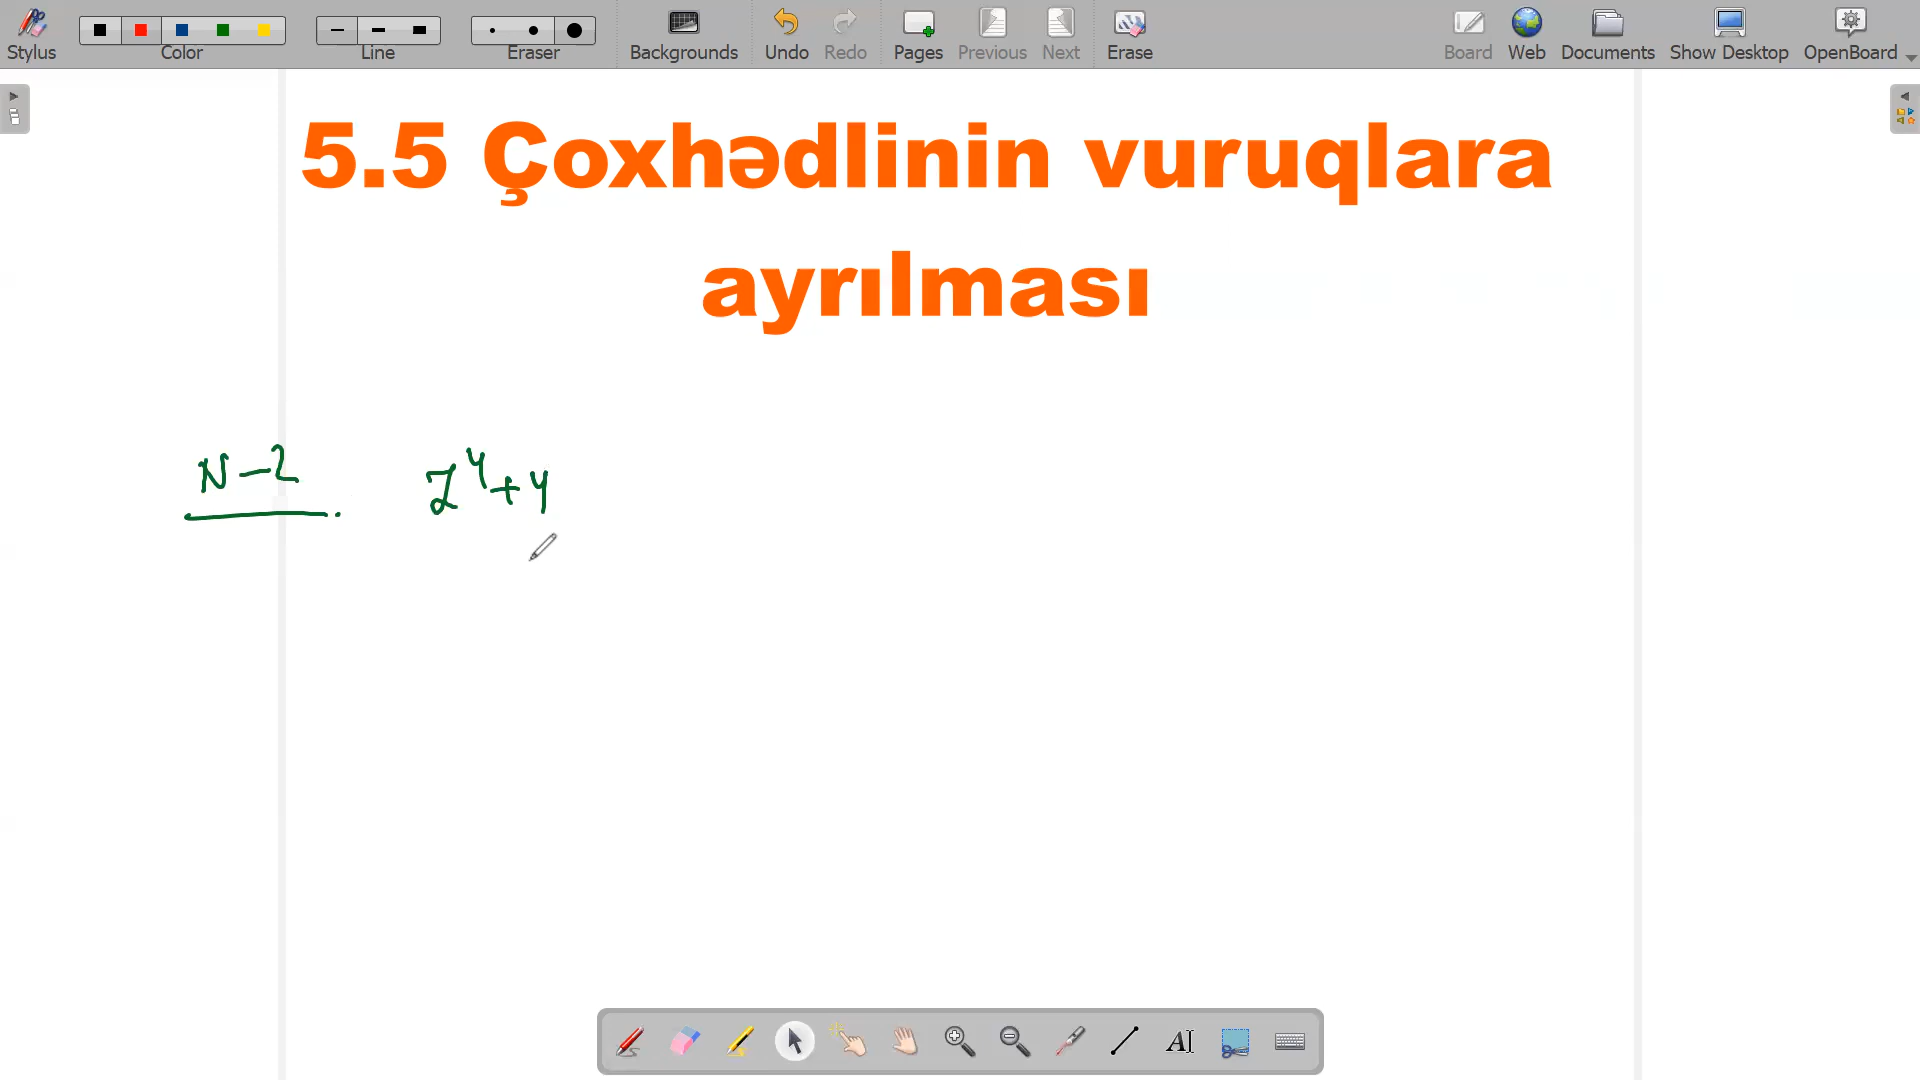 Stylus
Color
Line
Eraser
Backgrounds
Undo
Redo
Pages
Previous
Next
Erase
Board
Web
Documents
Show Desktop
OpenBoard
5.5 Çoxhədlinin vuruqlara
ayrılması
N-2
z⁴+4